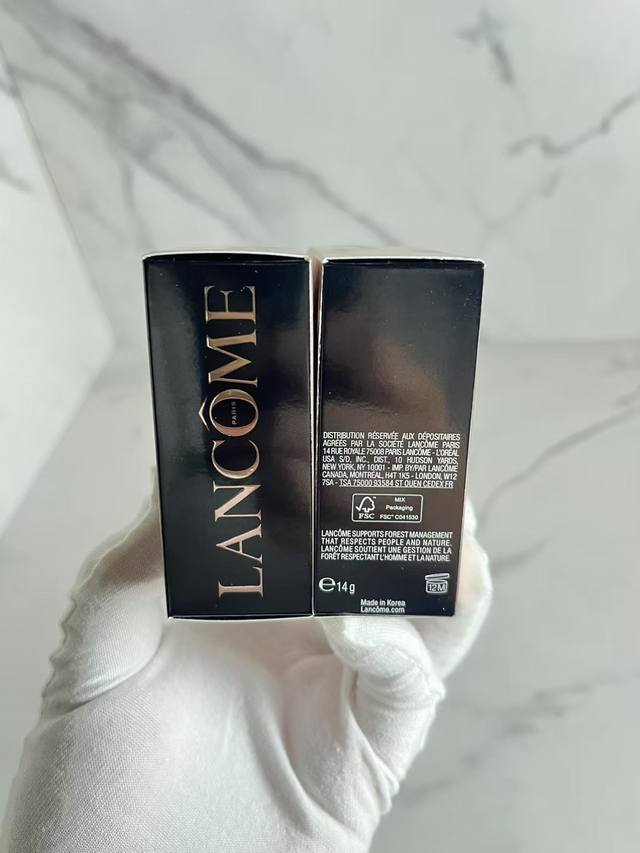 LANCÔME
PARIS
DISTRIBUTION RÉSERVÉE AUX DÉPOSITAIRES
AGRÉÉS PAR LA SOCIÉTÉ LANCÔME PARIS
14 RUE ROYALE 75008 PARIS LANCÔME - L'ORÉAL
USA S/D, INC., DIST., 10 HUDSON YARDS,
NEW YORK, NY 10001 - IMP. BY/PAR LANCÔME
CANADA, MONTRÉAL, H4T 1K5 - LONDON, W12
7SA - TSA 75000 93584 ST OUEN CEDEX FR
FSC
MIX
Packaging
FSC™ C041530
LANCÔME SUPPORTS FOREST MANAGEMENT
THAT RESPECTS PEOPLE AND NATURE.
LANCÔME SOUTIENT UNE GESTION DE LA
FORÊT RESPECTANT L'HOMME ET LA NATURE.
℮14 g
12M
Made in Korea
Lancôme.com